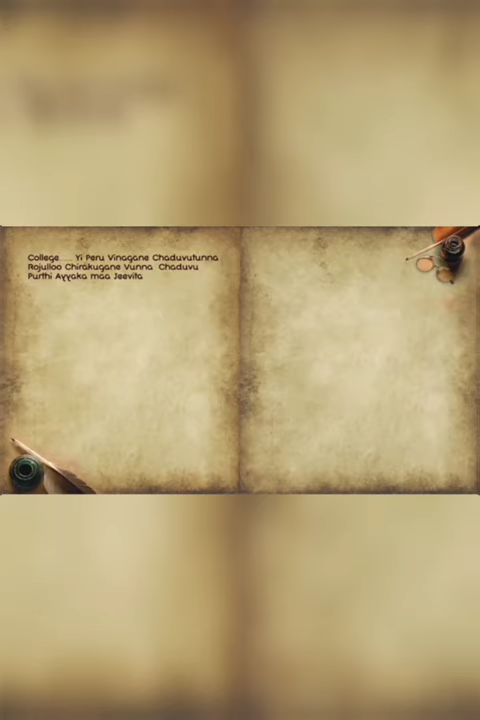 College..... Yi Peru Vinagane Chaduvutunna
Rojulloo Chirakugane Vunna Chaduvu
Purthi Ayyaka maa Jeevita